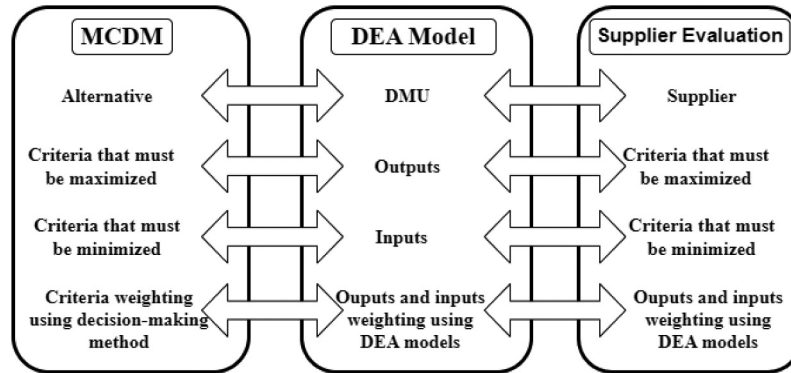 MCDM
DEA Model
Supplier Evaluation
Alternative
DMU
Supplier
Criteria that must
be maximized
Outputs
Criteria that must
be maximized
Criteria that must
be minimized
Inputs
Criteria that must
be minimized
Criteria weighting
using decision-making
method
Ouputs and inputs
weighting using
DEA models
Ouputs and inputs
weighting using
DEA models